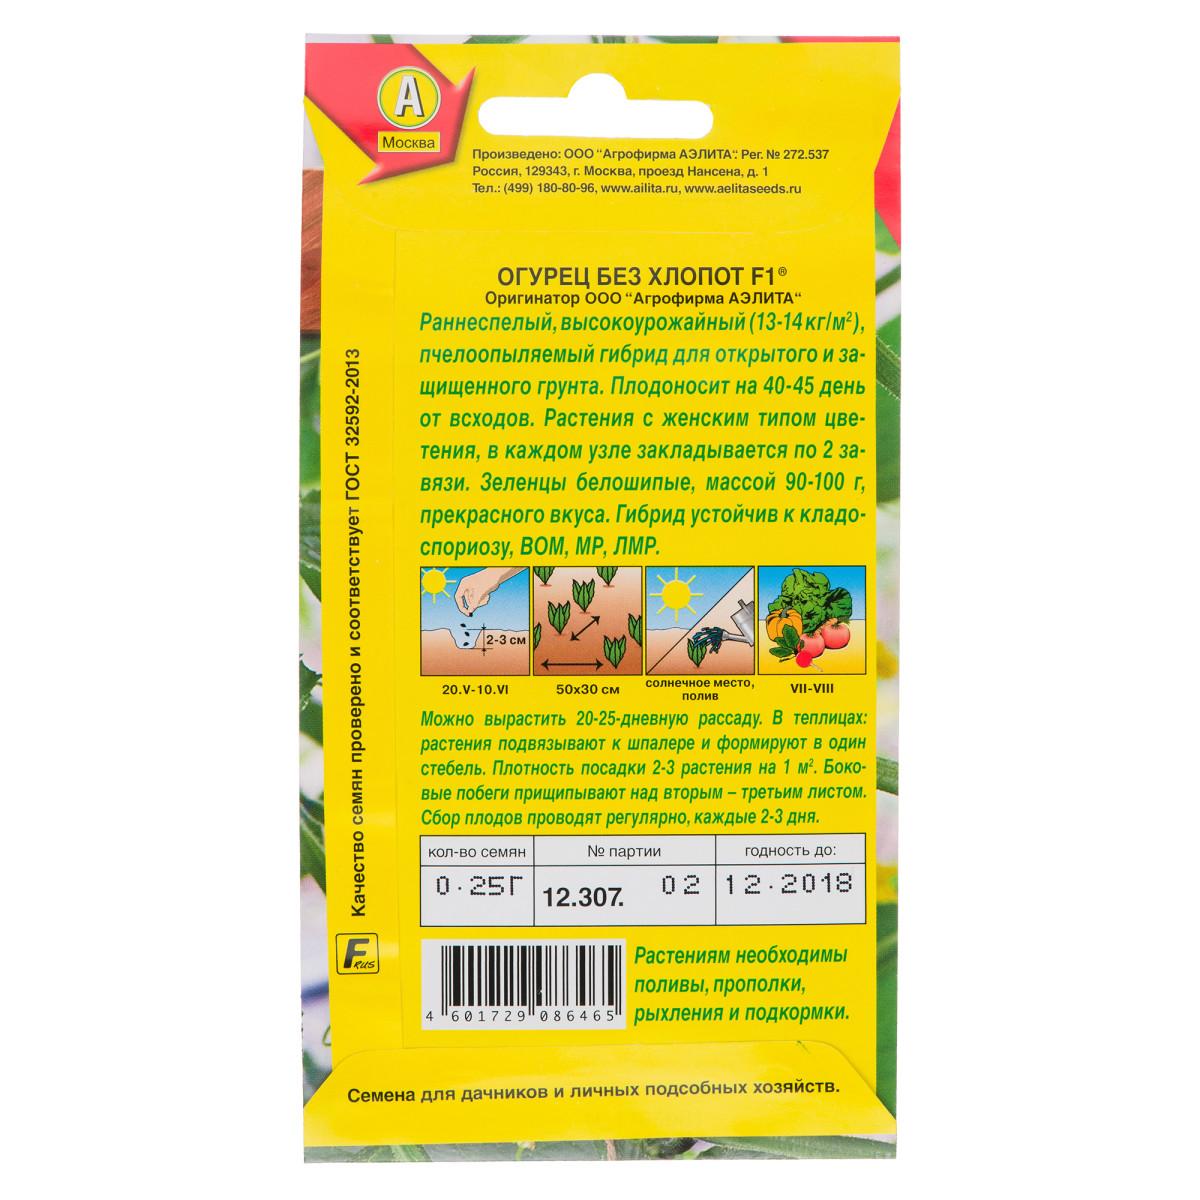 А
Москва
Произведено: ООО "Агрофирма АЭЛИТА". Рег. № 272.537
Россия, 129343, г. Москва, проезд Нансена, д. 1
Тел.: (499) 180-80-96, www.ailita.ru, www.aelitaseeds.ru
ОГУРЕЦ БЕЗ ХЛОПОТ F1®
Оригинатор ООО "Агрофирма АЭЛИТА"
Раннеспелый, высокоурожайный (13-14 кг/м²),
пчелоопыляемый гибрид для открытого и за-
щищенного грунта. Плодоносит на 40-45 день
от всходов. Растения с женским типом цве-
тения, в каждом узле закладывается по 2 за-
вязи. Зеленцы белошипые, массой 90-100 г,
прекрасного вкуса. Гибрид устойчив к кладо-
спориозу, ВОМ, МР, ЛМР.
2-3 см
20.V-10.VI
50х30 см
солнечное место,
полив
VII-VIII
Можно вырастить 20-25-дневную рассаду. В теплицах:
растения подвязывают к шпалере и формируют в один
стебель. Плотность посадки 2-3 растения на 1 м². Боко-
вые побеги прищипывают над вторым – третьим листом.
Сбор плодов проводят регулярно, каждые 2-3 дня.
кол-во семян № партии годность до:
0.25Г 12.307. 02 12.2018
4 601729 086465
Растениям необходимы
поливы, прополки,
рыхления и подкормки.
Качество семян проверено и соответствует ГОСТ 32592-2013
F RUS
Семена для дачников и личных подсобных хозяйств.